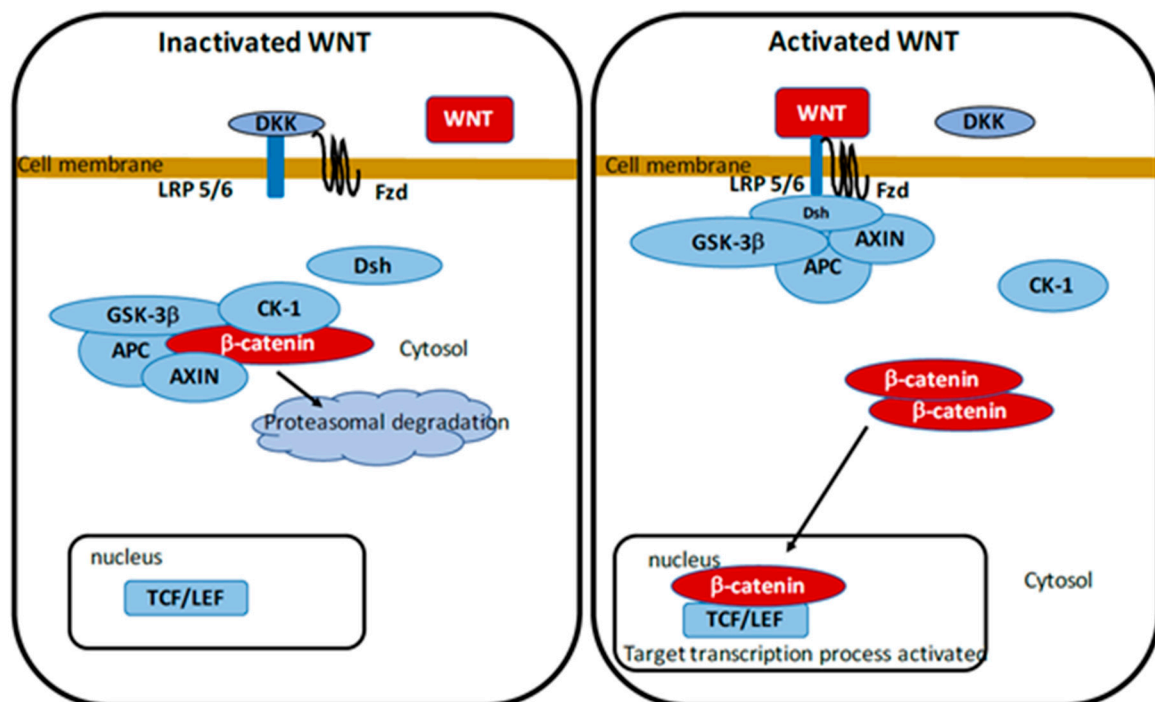 Inactivated WNT
DKK
WNT
Cell membrane
LRP 5/6
Fzd
Dsh
GSK-3β
CK-1
APC
β-catenin
AXIN
Cytosol
Proteasomal degradation
nucleus
TCF/LEF
Activated WNT
WNT
DKK
Cell membrane
LRP 5/6
Fzd
Dsh
GSK-3β
AXIN
APC
CK-1
β-catenin
β-catenin
nucleus
β-catenin
Cytosol
TCF/LEF
Target transcription process activated